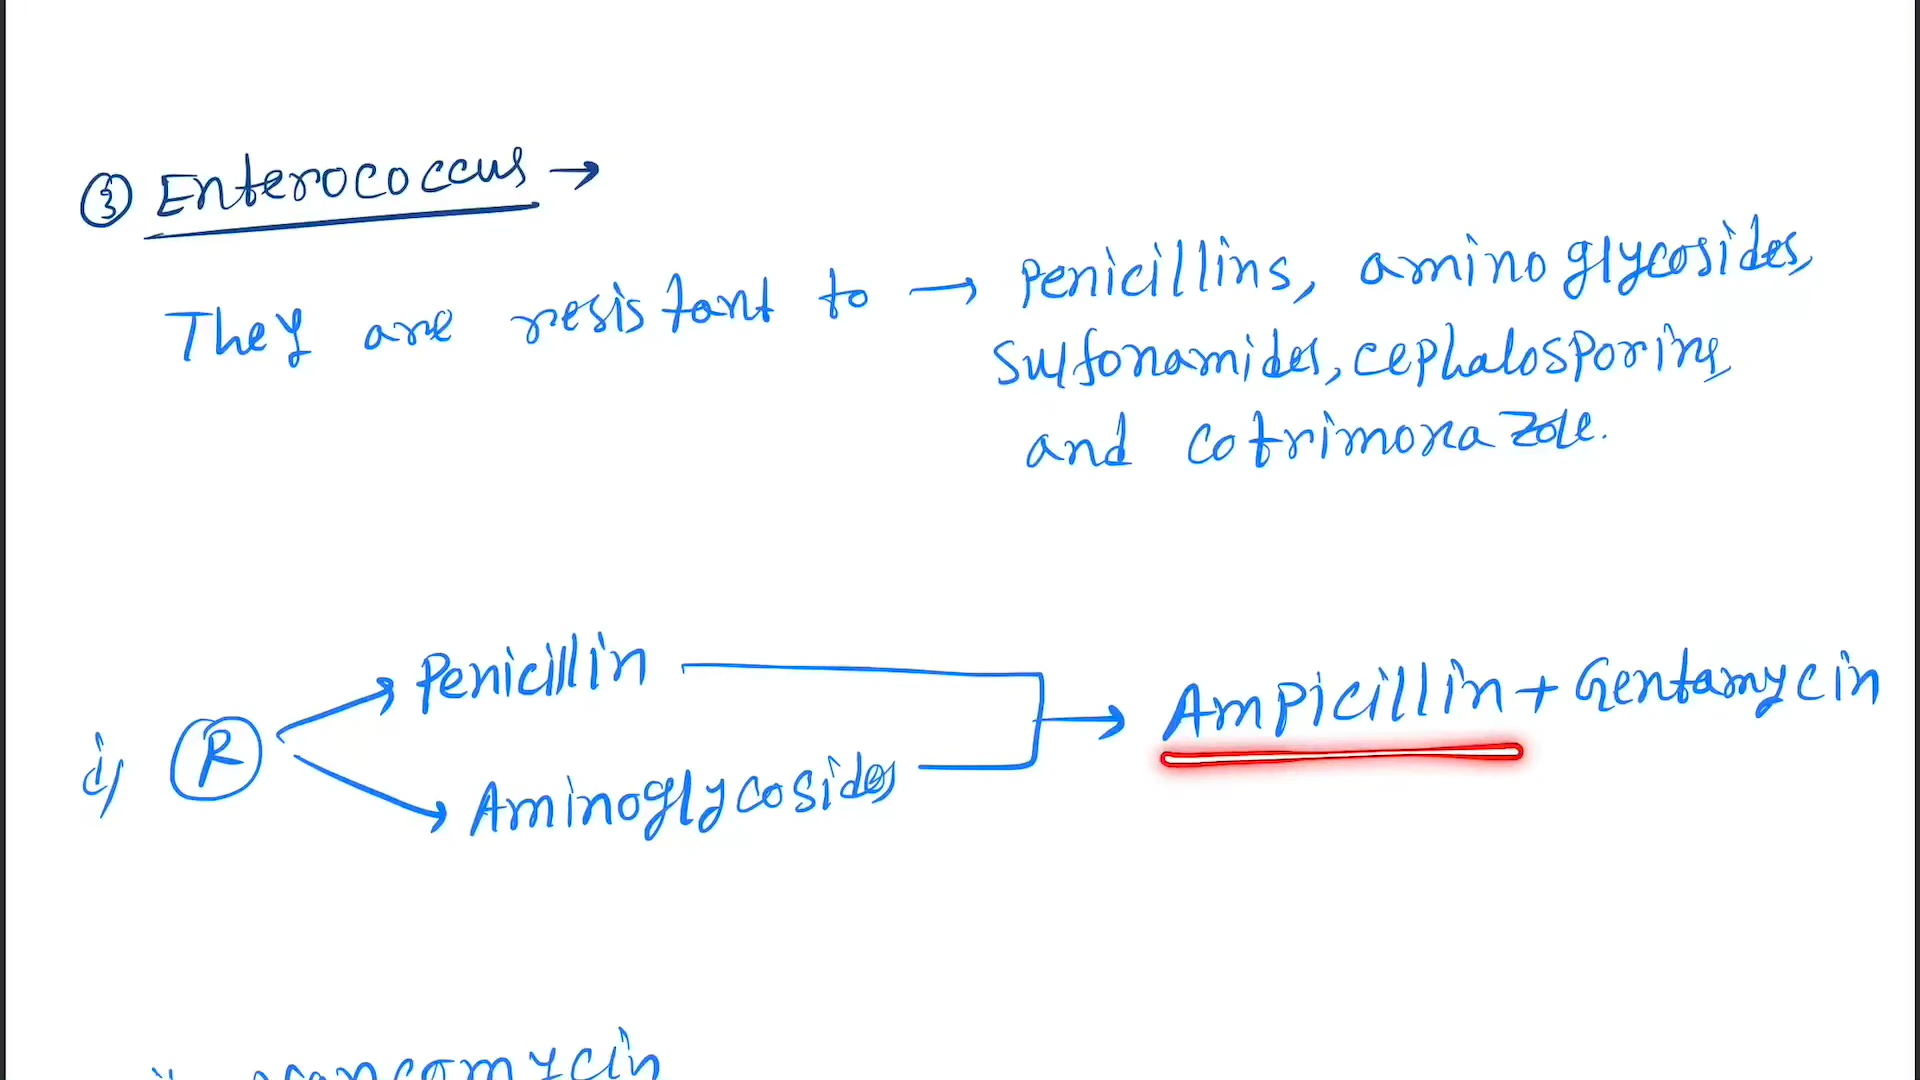 ③ Enterococcus →
They are resistant to → Penicillins, aminoglycosides,
sulfonamides, cephalosporins,
and cotrimoxazole.
i) R
Penicillin
Aminoglycosides
→ Ampicillin + Gentamycin